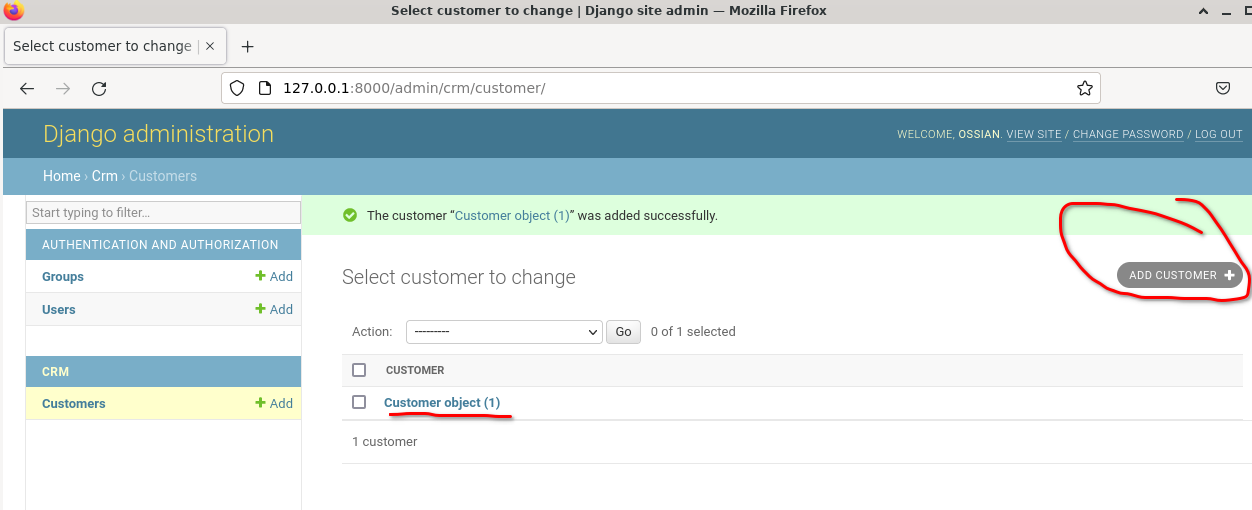 Select customer to change | Django site admin — Mozilla Firefox
Select customer to change
127.0.0.1:8000/admin/crm/customer/
Django administration
WELCOME, OSSIAN. VIEW SITE / CHANGE PASSWORD / LOG OUT
Home › Crm › Customers
Start typing to filter…
The customer “Customer object (1)” was added successfully.
AUTHENTICATION AND AUTHORIZATION
Groups + Add
Users + Add
CRM
Customers + Add
Select customer to change
ADD CUSTOMER +
Action: --------- Go 0 of 1 selected
CUSTOMER
Customer object (1)
1 customer